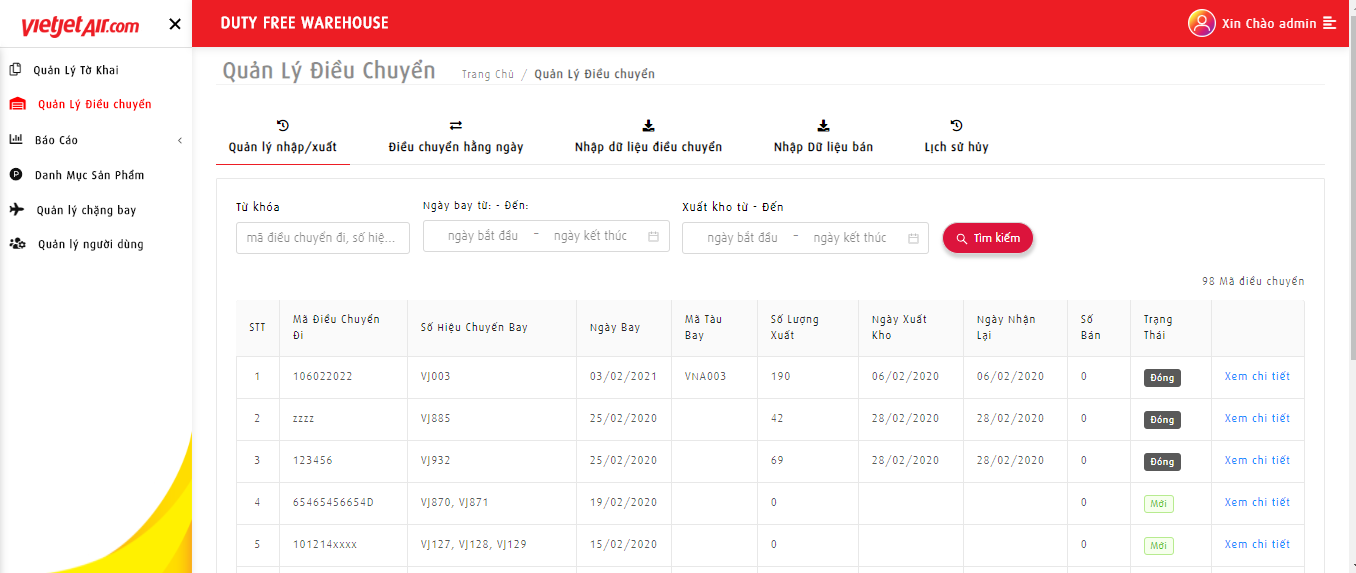 vietjetAir.com
DUTY FREE WAREHOUSE
Xin Chào admin
Quản Lý Tờ Khai
Quản Lý Điều chuyển
Báo Cáo
Danh Mục Sản Phẩm
Quản lý chặng bay
Quản lý người dùng
Quản Lý Điều Chuyển
Trang Chủ / Quản Lý Điều chuyển
Quản lý nhập/xuất
Điều chuyển hằng ngày
Nhập dữ liệu điều chuyển
Nhập Dữ liệu bán
Lịch sử hủy
Từ khóa
Ngày bay từ: - Đến:
Xuất kho từ - Đến
mã điều chuyển đi, số hiệ...
ngày bắt đầu - ngày kết thúc
ngày bắt đầu - ngày kết thúc
Tìm kiếm
98 Mã điều chuyển
STT Mã Điều Chuyển Đi Số Hiệu Chuyến Bay Ngày Bay Mã Tàu Bay Số Lượng Xuất Ngày Xuất Kho Ngày Nhận Lại Số Bán Trạng Thái
1 106022022 VJ003 03/02/2021 VNA003 190 06/02/2020 06/02/2020 0 Đóng Xem chi tiết
2 zzzz VJ885 25/02/2020 42 28/02/2020 28/02/2020 0 Đóng Xem chi tiết
3 123456 VJ932 25/02/2020 69 28/02/2020 28/02/2020 0 Đóng Xem chi tiết
4 65465456654D VJ870, VJ871 19/02/2020 0 0 Mới Xem chi tiết
5 101214xxxx VJ127, VJ128, VJ129 15/02/2020 0 0 Mới Xem chi tiết